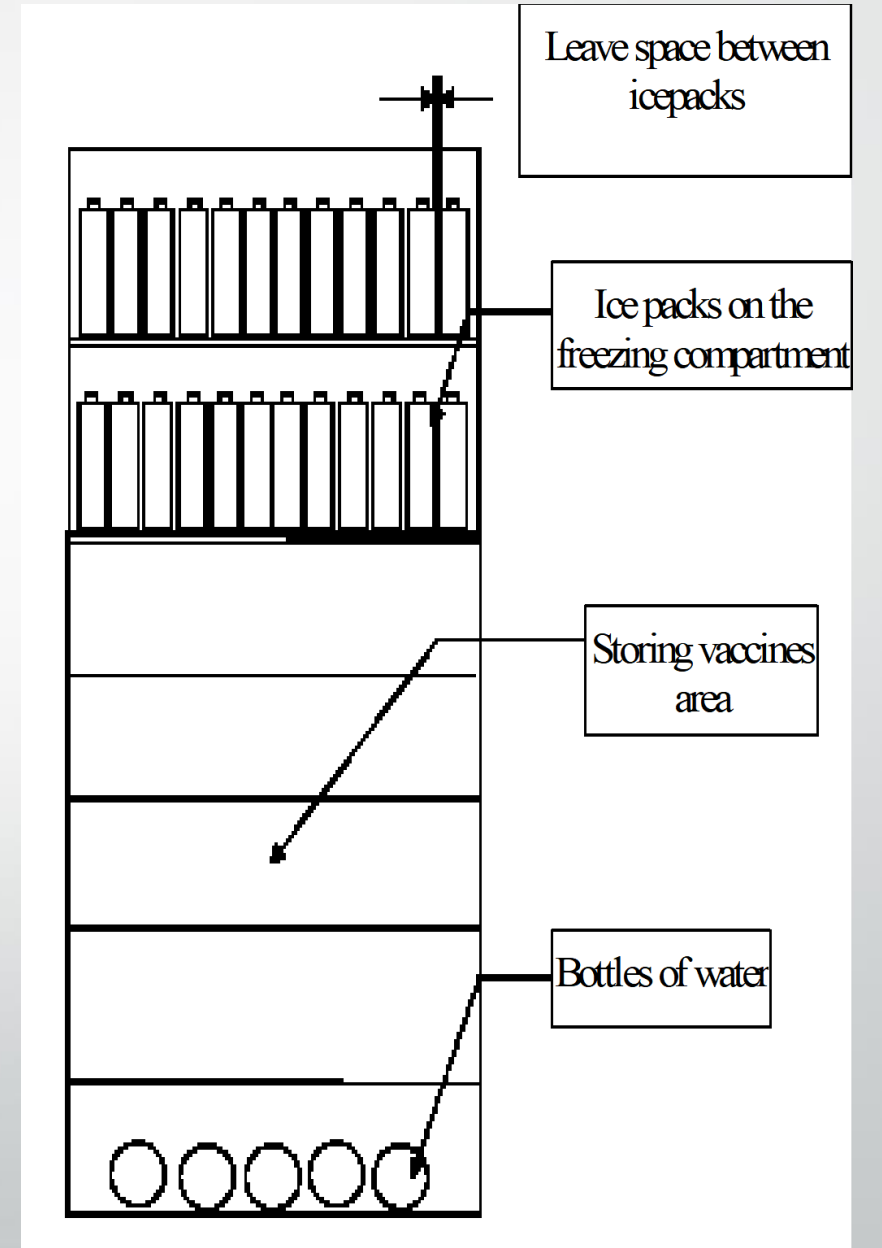 Leave space between
icepacks
Ice packs on the
freezing compartment
Storing vaccines
area
Bottles of water